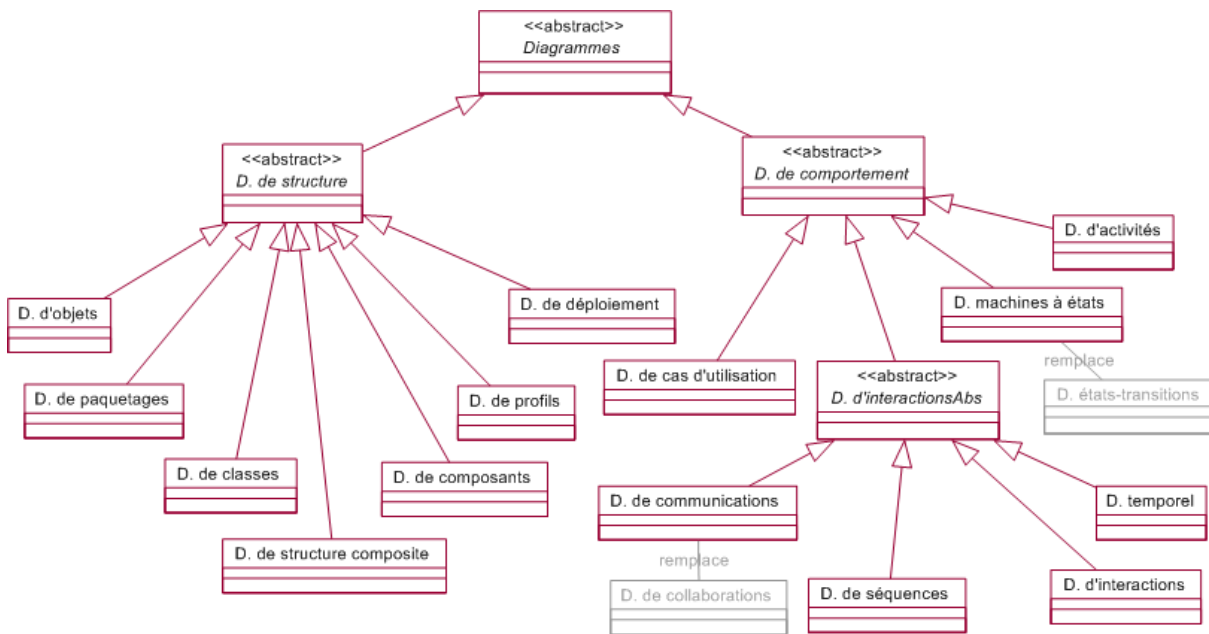 <<abstract>>
Diagrammes
<<abstract>>
D. de structure
<<abstract>>
D. de comportement
D. d'activités
D. d'objets
D. de déploiement
D. machines à états
remplace
D. de paquetages
D. de profils
D. de cas d'utilisation
<<abstract>>
D. d'interactionsAbs
D. états-transitions
D. de classes
D. de composants
D. de communications
D. temporel
D. de structure composite
remplace
D. de collaborations
D. de séquences
D. d'interactions